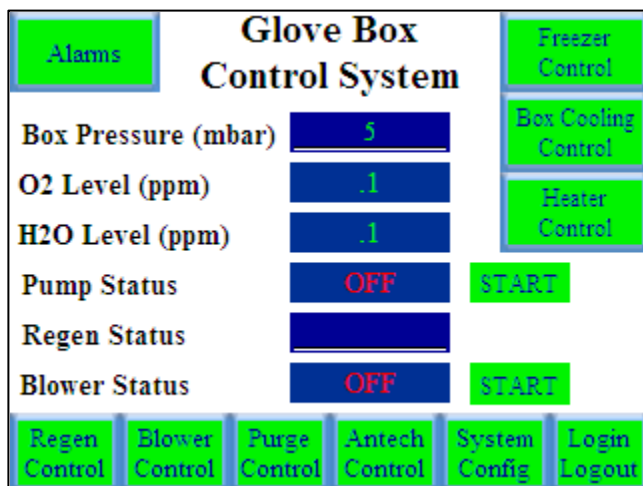 Alarms
Glove Box
Control System
Freezer
Control
Box Cooling
Control
Heater
Control
Box Pressure (mbar) 5
O2 Level (ppm) .1
H2O Level (ppm) .1
Pump Status OFF START
Regen Status
Blower Status OFF START
Regen
Control
Blower
Control
Purge
Control
Antech
Control
System
Config
Login
Logout